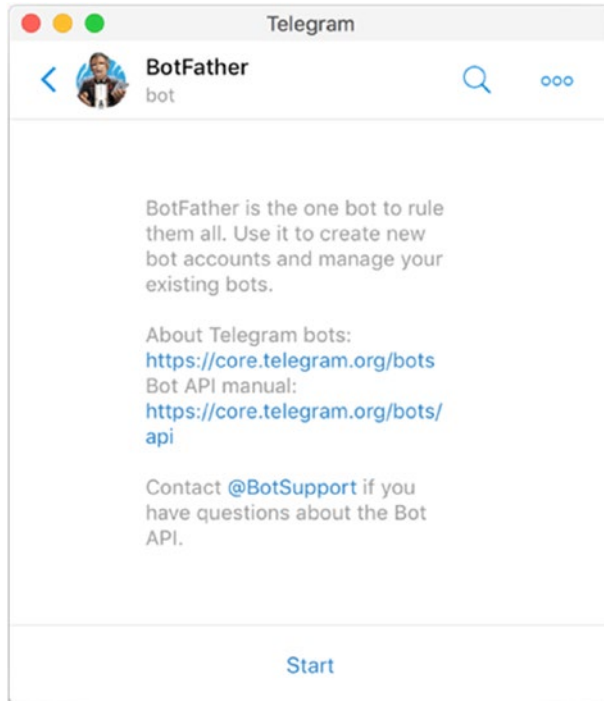 Telegram
BotFather
bot
BotFather is the one bot to rule
them all. Use it to create new
bot accounts and manage your
existing bots.
About Telegram bots:
https://core.telegram.org/bots
Bot API manual:
https://core.telegram.org/bots/
api
Contact @BotSupport if you
have questions about the Bot
API.
Start